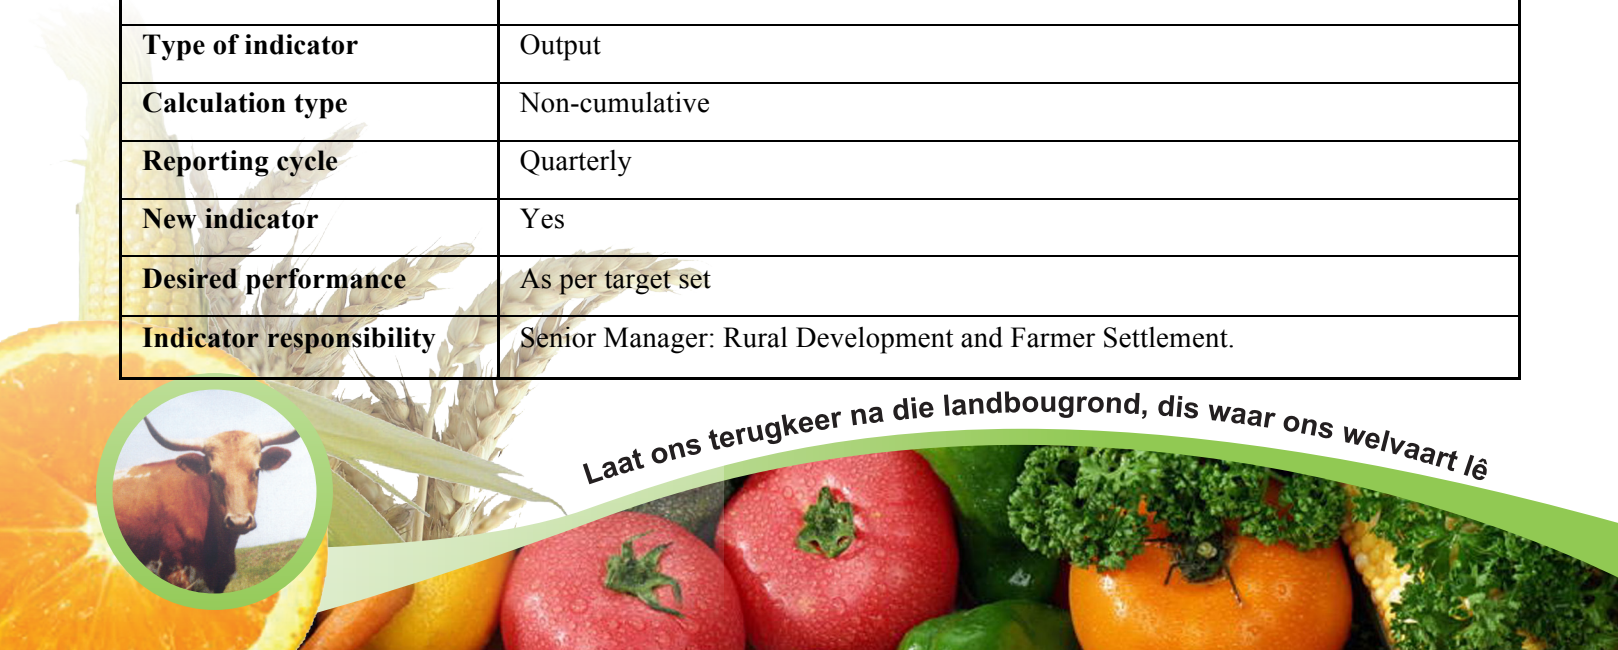 Type of indicator Output
Calculation type Non-cumulative
Reporting cycle Quarterly
New indicator Yes
Desired performance As per target set
Indicator responsibility Senior Manager: Rural Development and Farmer Settlement.
Laat ons terugkeer na die landbougrond, dis waar ons welvaart lê